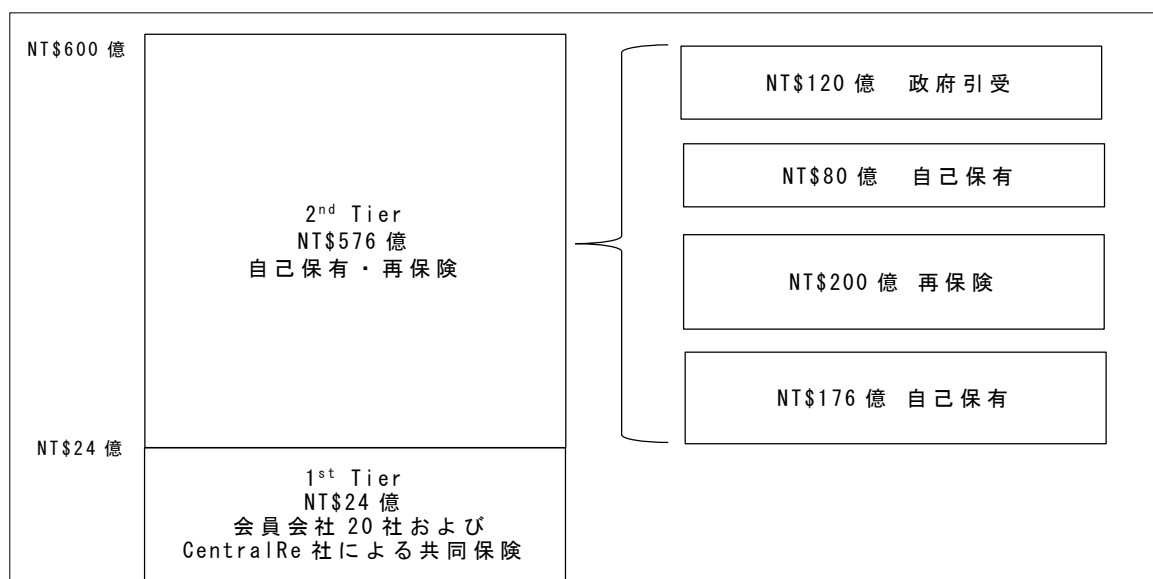 NT$600 億
2nd Tier
NT$576 億
自己保有・再保険
NT$120 億 政府引受
NT$80 億 自己保有
NT$200 億 再保険
NT$176 億 自己保有
NT$24 億
1st Tier
NT$24 億
会員会社 20 社および
CentralRe 社による共同保険